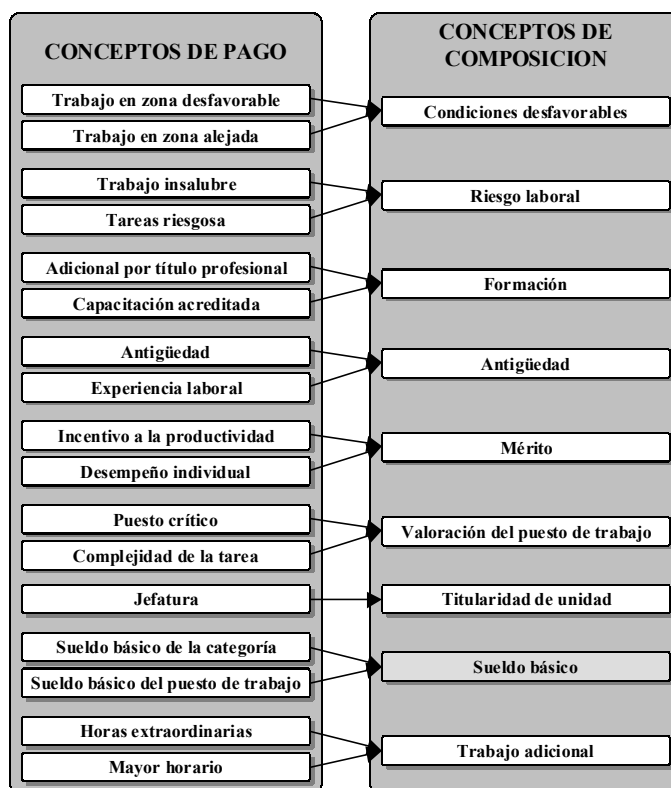 CONCEPTOS DE PAGO
Trabajo en zona desfavorable
Trabajo en zona alejada
Trabajo insalubre
Tareas riesgosa
Adicional por título profesional
Capacitación acreditada
Antigüedad
Experiencia laboral
Incentivo a la productividad
Desempeño individual
Puesto crítico
Complejidad de la tarea
Jefatura
Sueldo básico de la categoría
Sueldo básico del puesto de trabajo
Horas extraordinarias
Mayor horario
CONCEPTOS DE
COMPOSICION
Condiciones desfavorables
Riesgo laboral
Formación
Antigüedad
Mérito
Valoración del puesto de trabajo
Titularidad de unidad
Sueldo básico
Trabajo adicional